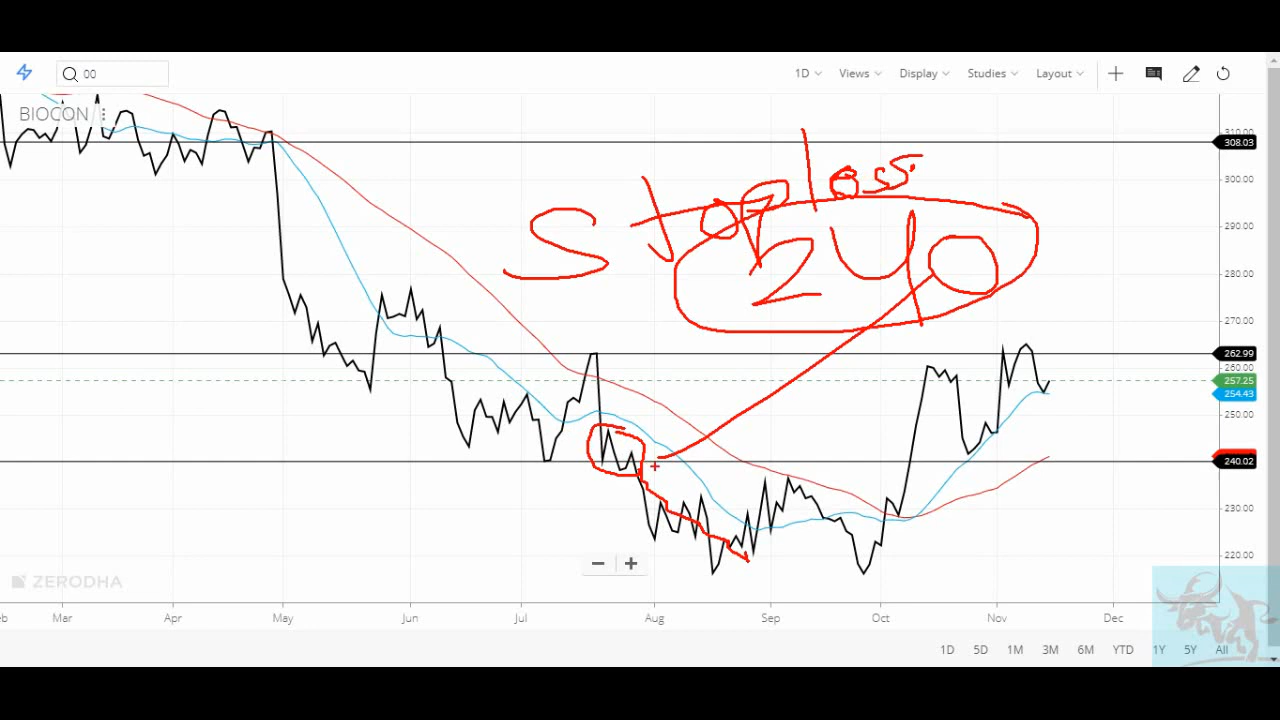 00
1D Views Display Studies Layout
BIOCON
310.00
308.03
300.00
290.00
280.00
270.00
262.99
260.00
257.25
254.43
250.00
240.02
230.00
220.00
Stop loss
240
ZERODHA
Mar Apr May Jun Jul Aug Sep Oct Nov Dec
1D 5D 1M 3M 6M YTD 1Y 5Y All